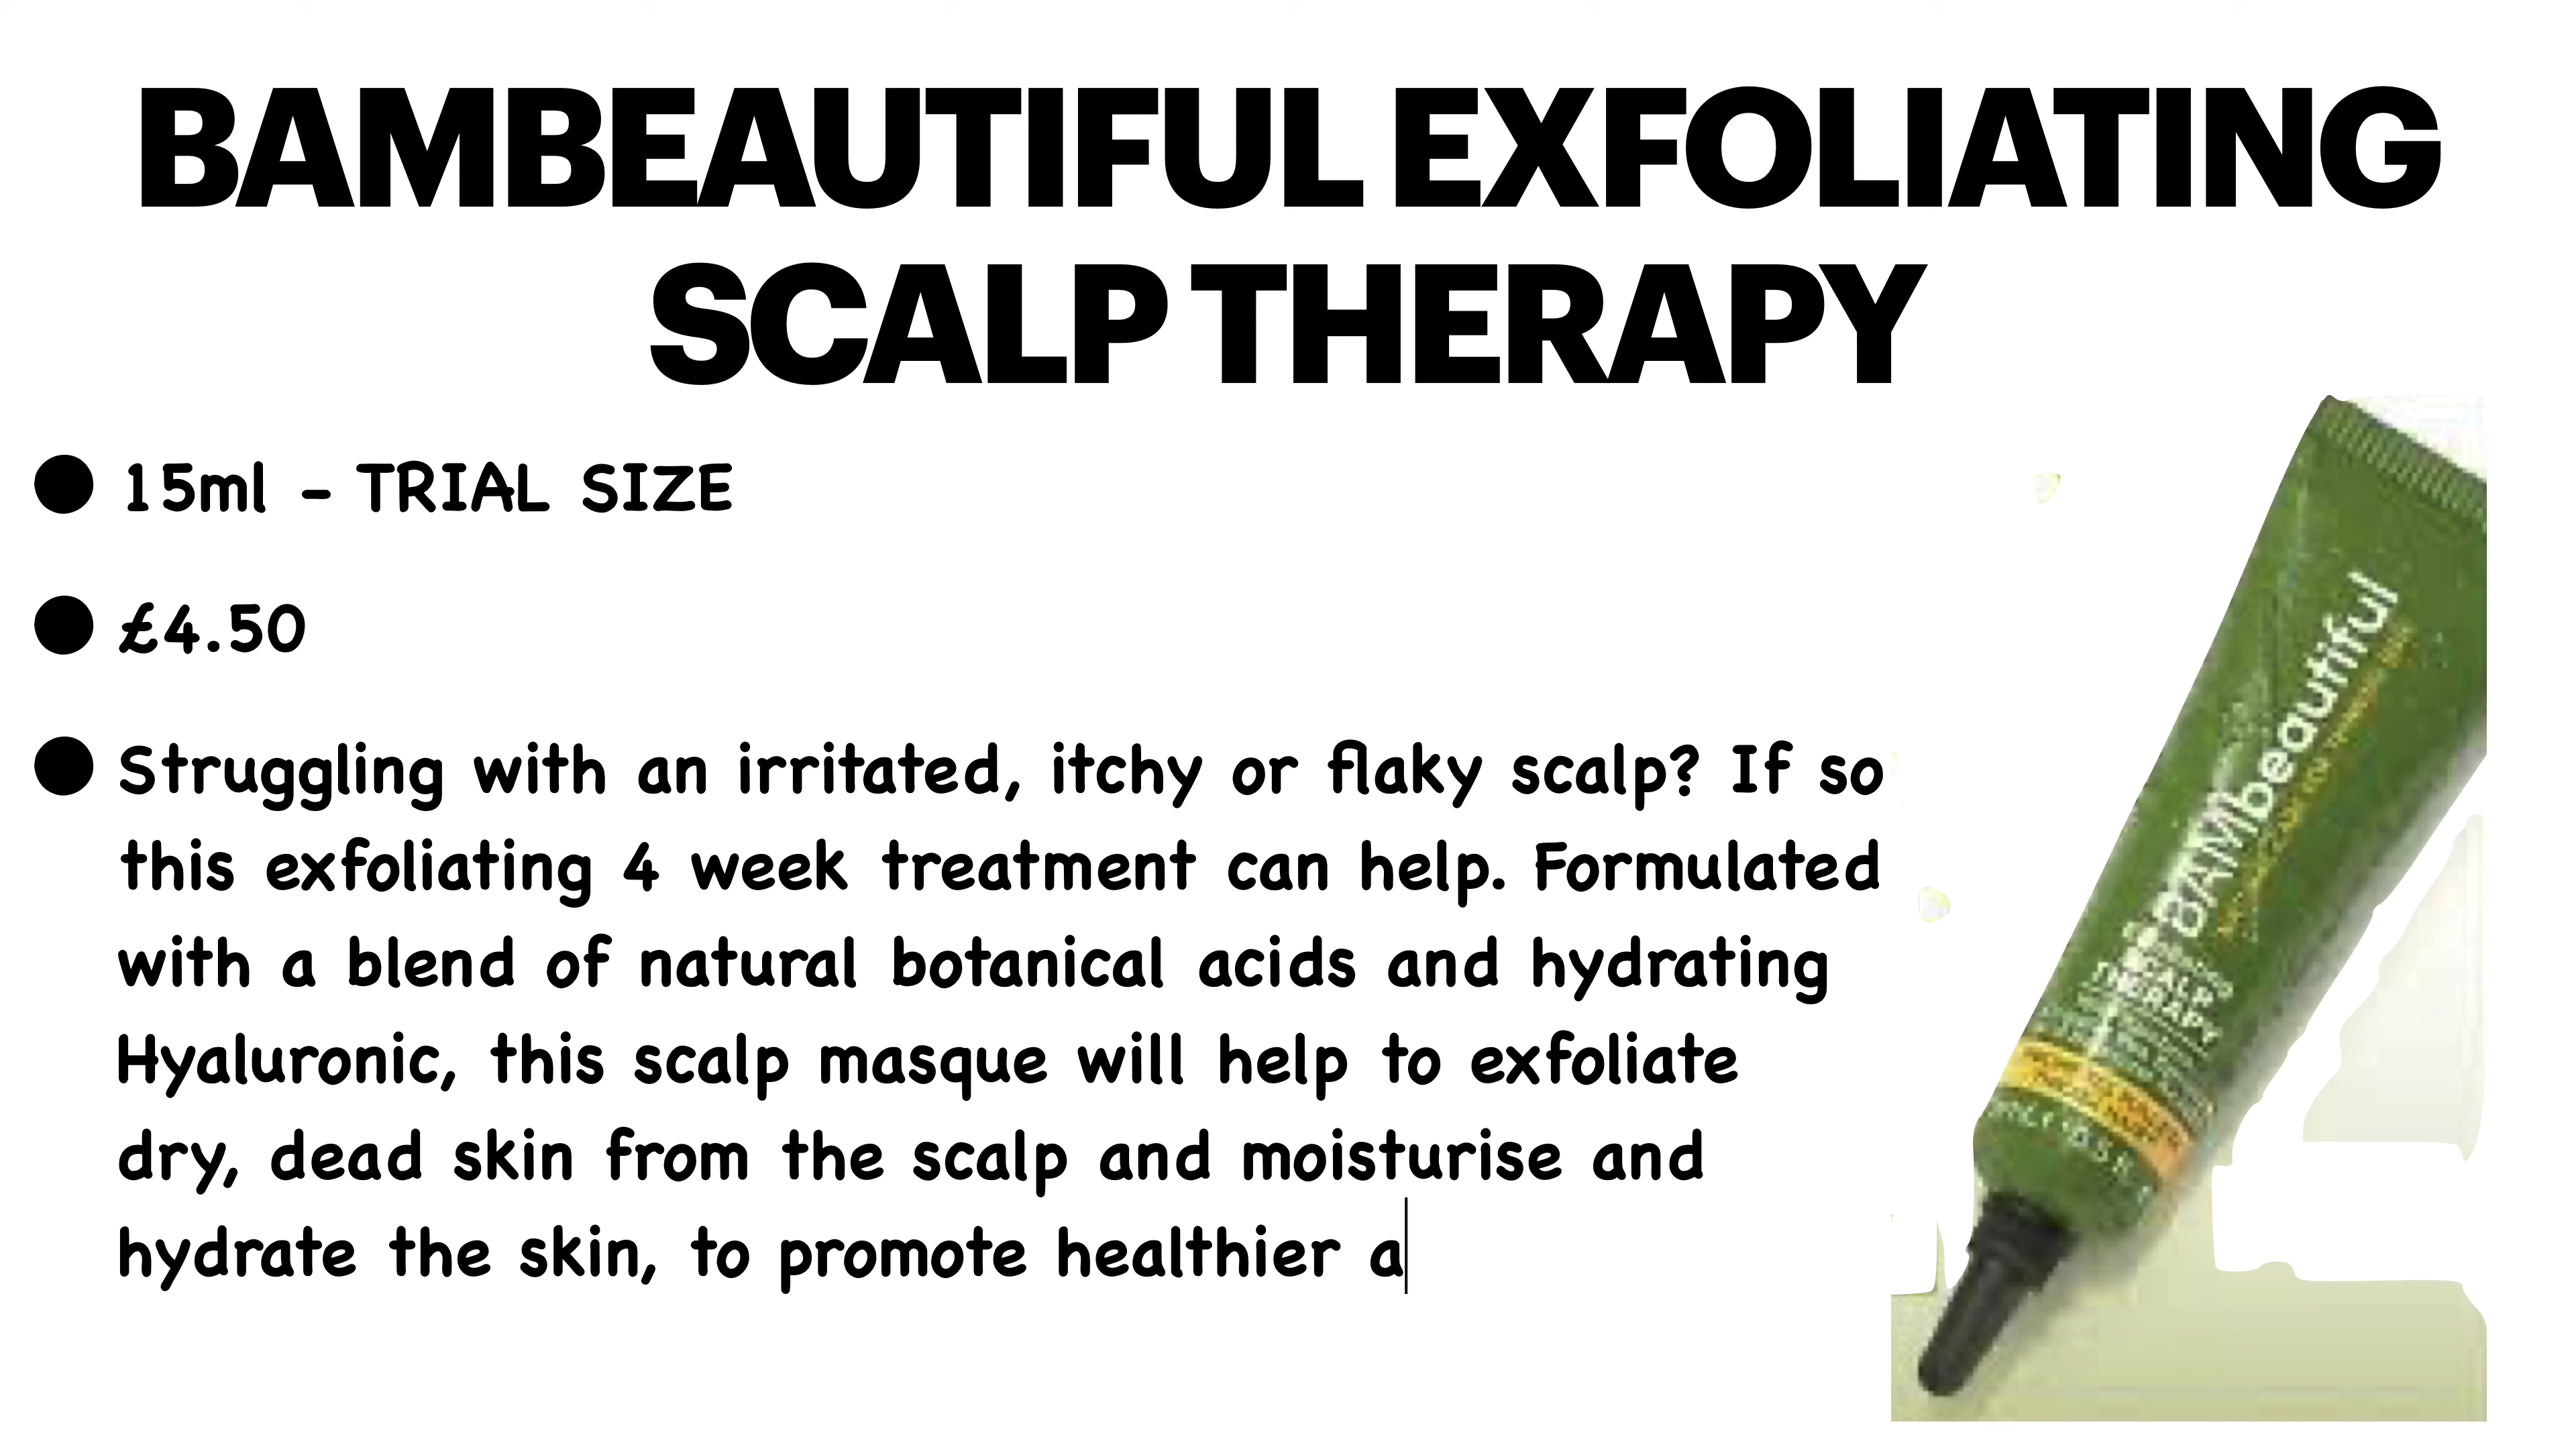 BAMBEAUTIFUL EXFOLIATING
SCALP THERAPY
15ml - TRIAL SIZE
£4.50
Struggling with an irritated, itchy or flaky scalp? If so
this exfoliating 4 week treatment can help. Formulated
with a blend of natural botanical acids and hydrating
Hyaluronic, this scalp masque will help to exfoliate
dry, dead skin from the scalp and moisturise and
hydrate the skin, to promote healthier a
BAMbeautiful
SCALP
THERAPY